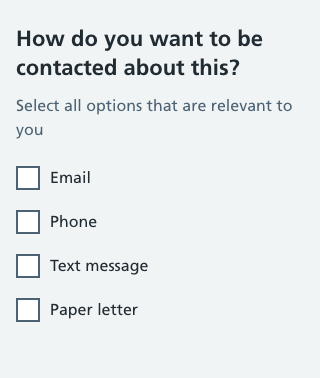 How do you want to be
contacted about this?
Select all options that are relevant to
you
Email
Phone
Text message
Paper letter